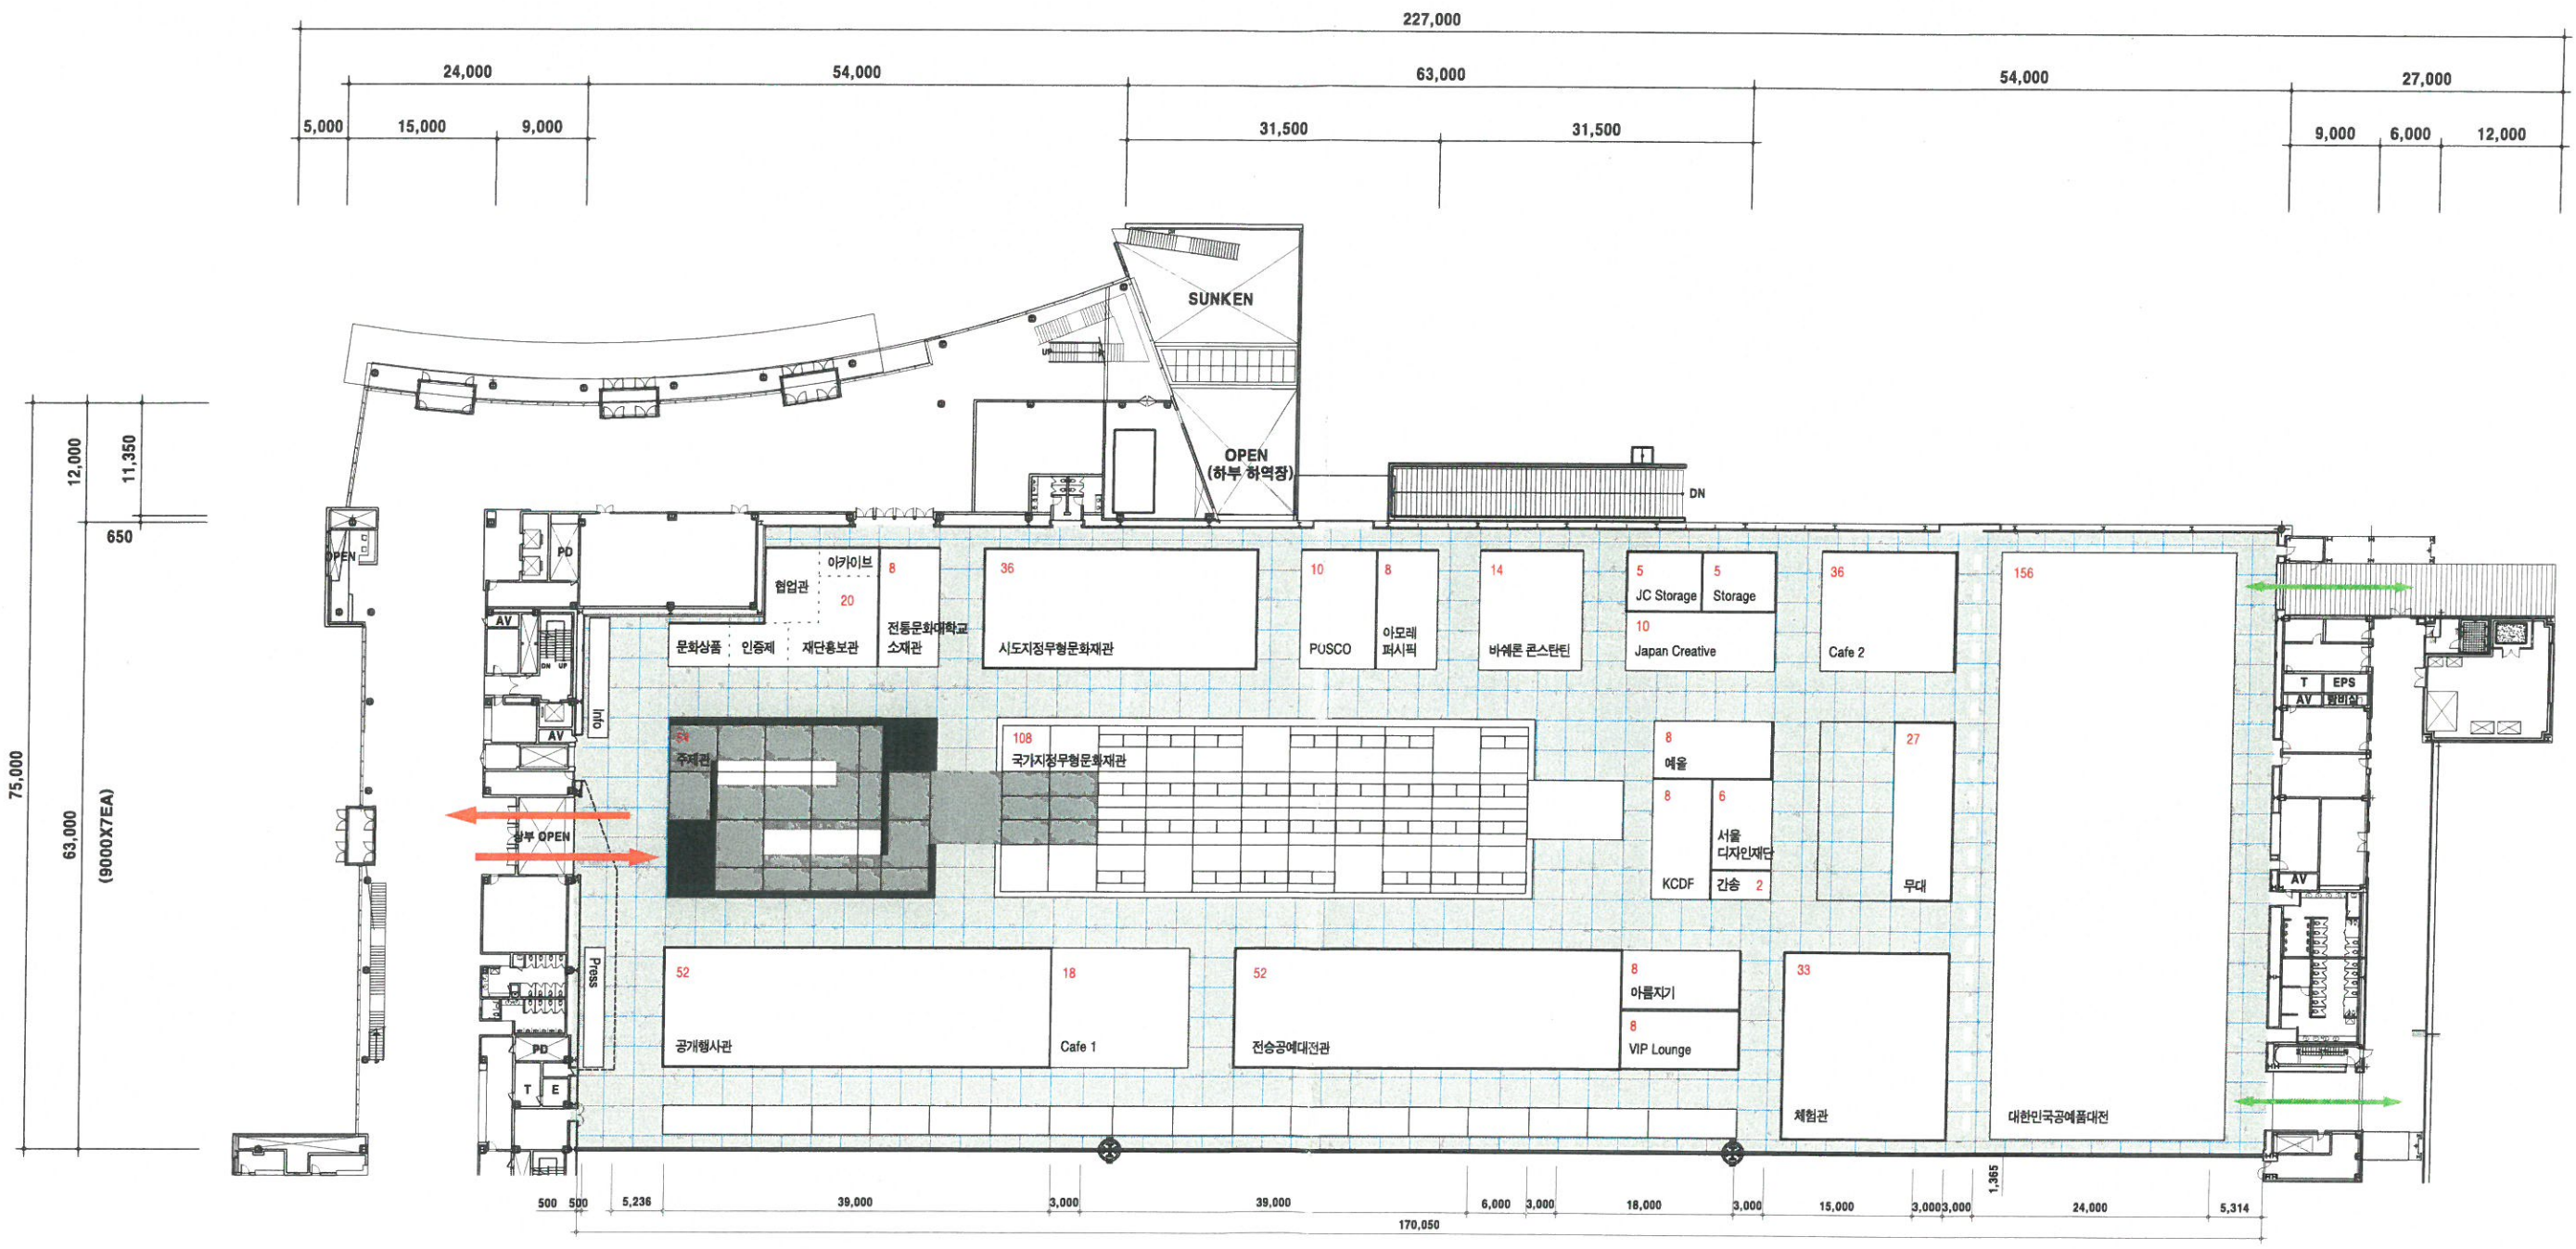 227,000
24,000
54,000
63,000
54,000
27,000
5,000
15,000
9,000
31,500
31,500
9,000
6,000
12,000
SUNKEN
UP
OPEN
(하부 하역장)
DN
75,000
12,000
11,350
650
63,000
(9000X7EA)
OPEN
PD
AV
DN UP
AV
Info
상부 OPEN
Press
PD
T
E
협업관
아카이브
20
문화상품
인증제
재단홍보관
8
전통문화대학교
소재관
36
시도지정무형문화재관
10
POSCO
8
아모레
퍼시픽
14
바쉐론 콘스탄틴
5
JC Storage
5
Storage
10
Japan Creative
36
Cafe 2
156
대한민국공예품대전
주제관
108
국가지정무형문화재관
8
예올
8
KCDF
6
서울
디자인재단
간송 2
27
무대
52
공개행사관
18
Cafe 1
52
전승공예대전관
8
아름지기
8
VIP Lounge
33
체험관
T
EPS
AV
AV
500
500
5,236
39,000
3,000
39,000
6,000
3,000
18,000
3,000
15,000
3,000
3,000
1,365
24,000
5,314
170,050